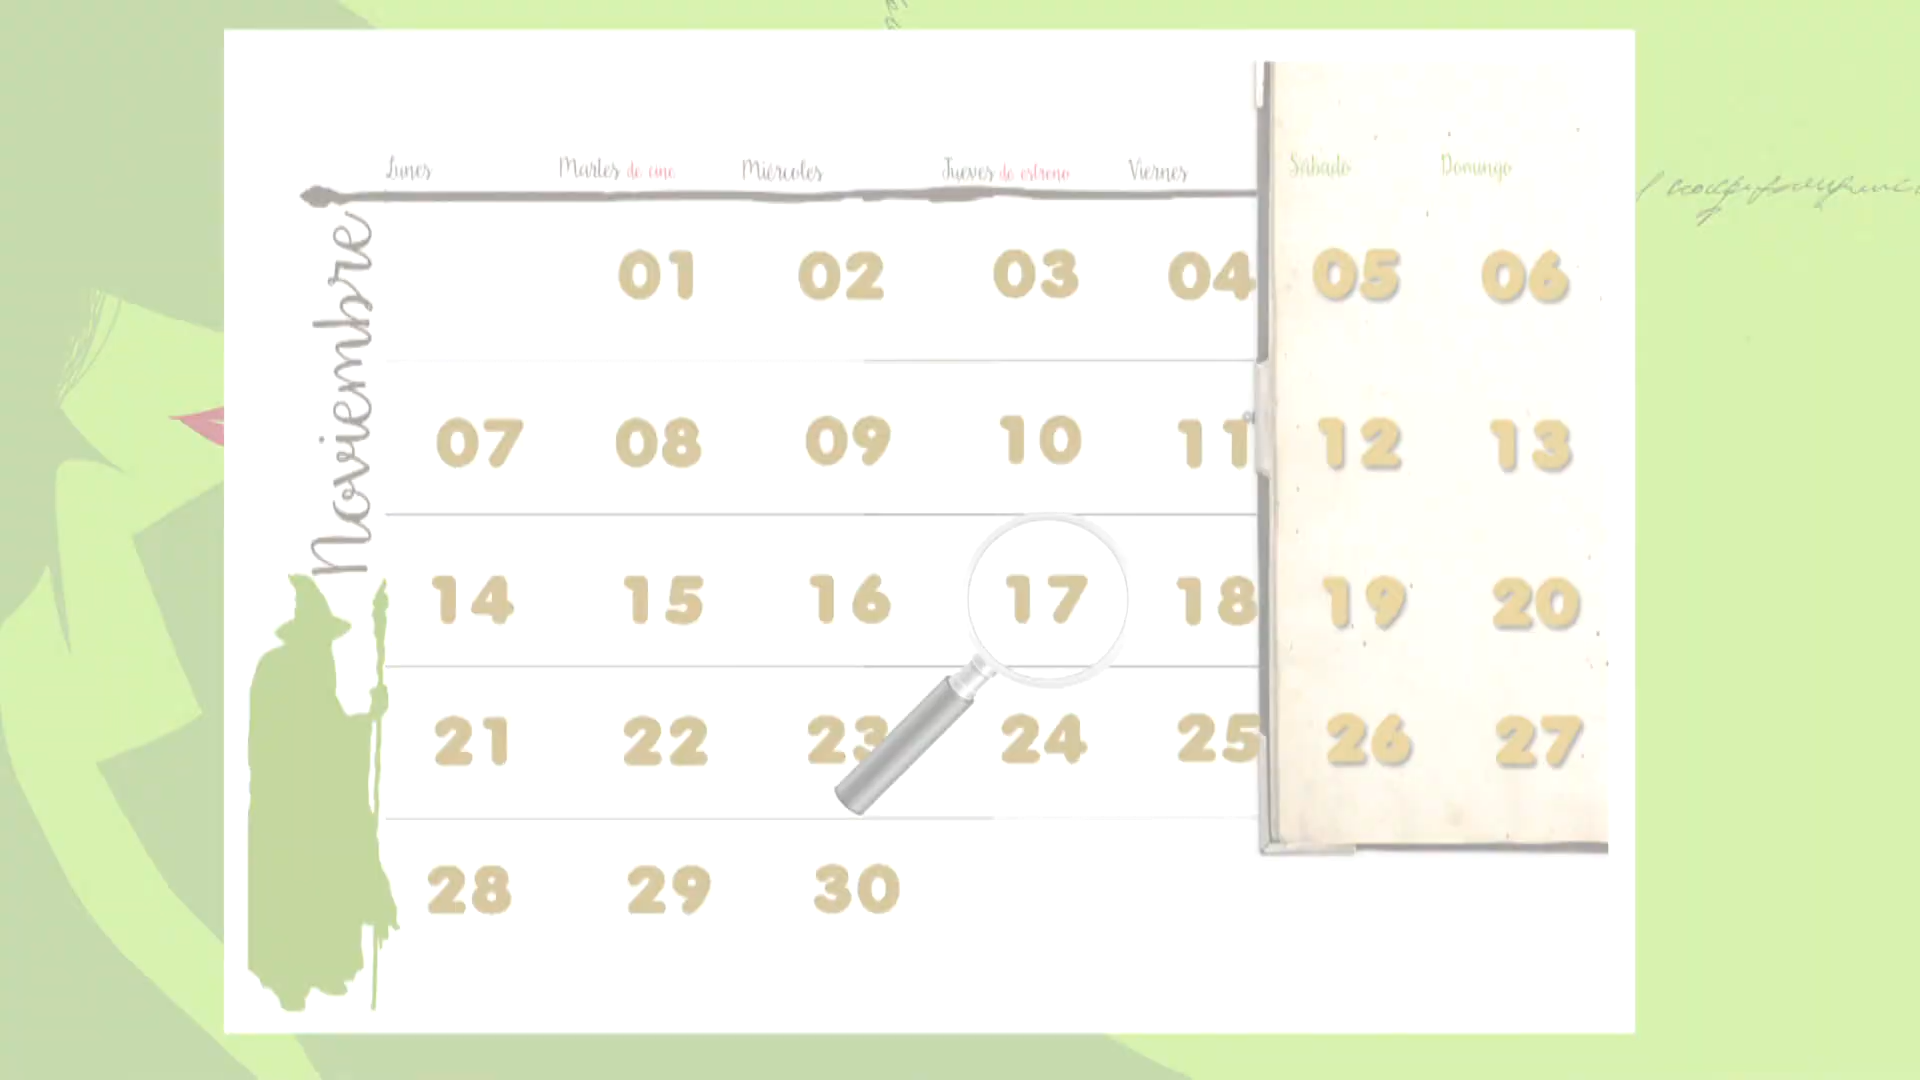 Lunes Martes de cine Miércoles Jueves de estreno Viernes Sábado Domingo
Noviembre
01 02 03 04 05 06
07 08 09 10 11 12 13
14 15 16 17 18 19 20
21 22 23 24 25 26 27
28 29 30